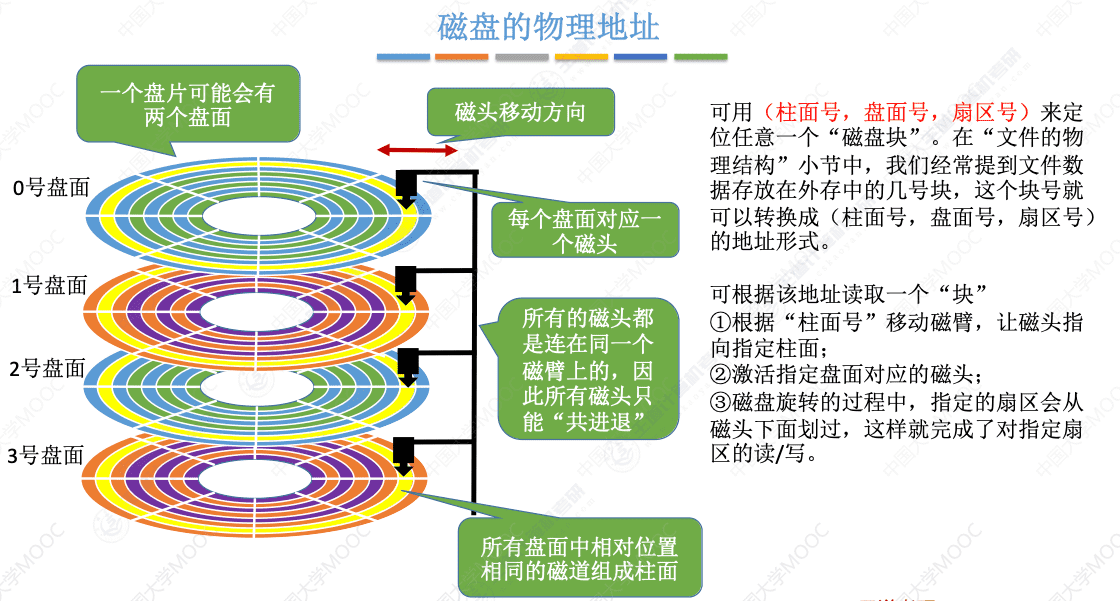 磁盘的物理地址
一个盘片可能会有
两个盘面
磁头移动方向
0号盘面
每个盘面对应一
个磁头
1号盘面
所有的磁头都
是连在同一个
磁臂上的，因
此所有磁头只
能“共进退”
2号盘面
3号盘面
所有盘面中相对位置
相同的磁道组成柱面
可用（柱面号，盘面号，扇区号）来定
位任意一个“磁盘块”。在“文件的物
理结构”小节中，我们经常提到文件数
据存放在外存中的几号块，这个块号就
可以转换成（柱面号，盘面号，扇区号）
的地址形式。
可根据该地址读取一个“块”
①根据“柱面号”移动磁臂，让磁头指
向指定柱面；
②激活指定盘面对应的磁头；
③磁盘旋转的过程中，指定的扇区会从
磁头下面划过，这样就完成了对指定扇
区的读/写。
中国大学MOOC